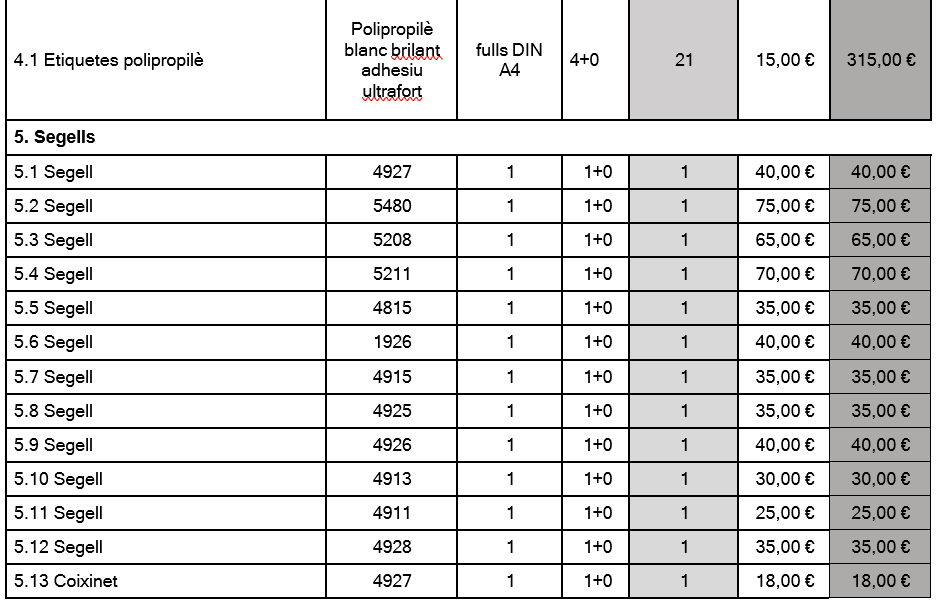 4.1 Etiquetes polipropilè Polipropilè blanc brilant adhesiu ultrafort fulls DIN A4 4+0 21 15,00 € 315,00 €
5. Segells
5.1 Segell 4927 1 1+0 1 40,00 € 40,00 €
5.2 Segell 5480 1 1+0 1 75,00 € 75,00 €
5.3 Segell 5208 1 1+0 1 65,00 € 65,00 €
5.4 Segell 5211 1 1+0 1 70,00 € 70,00 €
5.5 Segell 4815 1 1+0 1 35,00 € 35,00 €
5.6 Segell 1926 1 1+0 1 40,00 € 40,00 €
5.7 Segell 4915 1 1+0 1 35,00 € 35,00 €
5.8 Segell 4925 1 1+0 1 35,00 € 35,00 €
5.9 Segell 4926 1 1+0 1 40,00 € 40,00 €
5.10 Segell 4913 1 1+0 1 30,00 € 30,00 €
5.11 Segell 4911 1 1+0 1 25,00 € 25,00 €
5.12 Segell 4928 1 1+0 1 35,00 € 35,00 €
5.13 Coixinet 4927 1 1+0 1 18,00 € 18,00 €